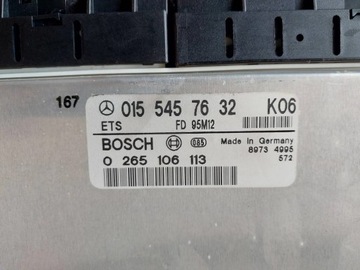 167
015 545 76 32 K06
ETS FD 95M12
BOSCH 085 Made in Germany
0 265 106 113 8973 4995
572